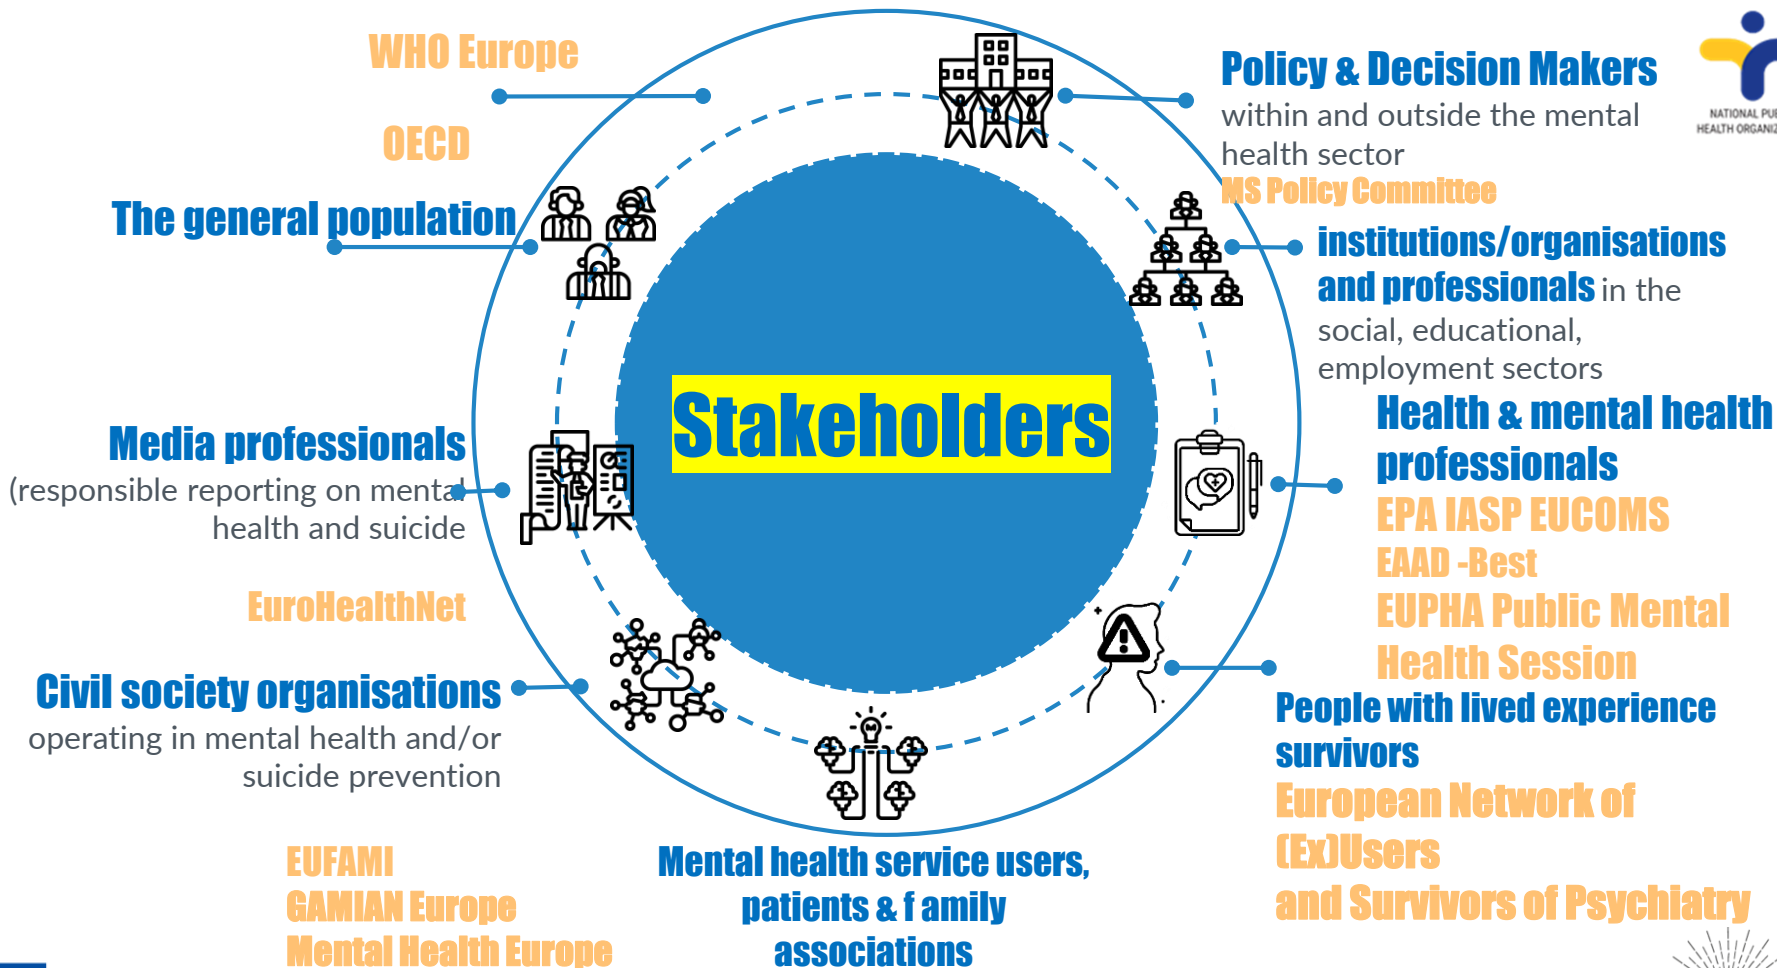 WHO Europe
OECD
The general population
Media professionals
(responsible reporting on mental
health and suicide
EuroHealthNet
Civil society organisations
operating in mental health and/or
suicide prevention
EUFAMI
GAMIAN Europe
Mental Health Europe
Stakeholders
Mental health service users,
patients & f amily
associations
Policy & Decision Makers
within and outside the mental
health sector
MS Policy Committee
institutions/organisations
and professionals in the
social, educational,
employment sectors
Health & mental health
professionals
EPA IASP EUCOMS
EAAD -Best
EUPHA Public Mental
Health Session
People with lived experience
survivors
European Network of
(Ex)Users
and Survivors of Psychiatry
NATIONAL
HEALTH